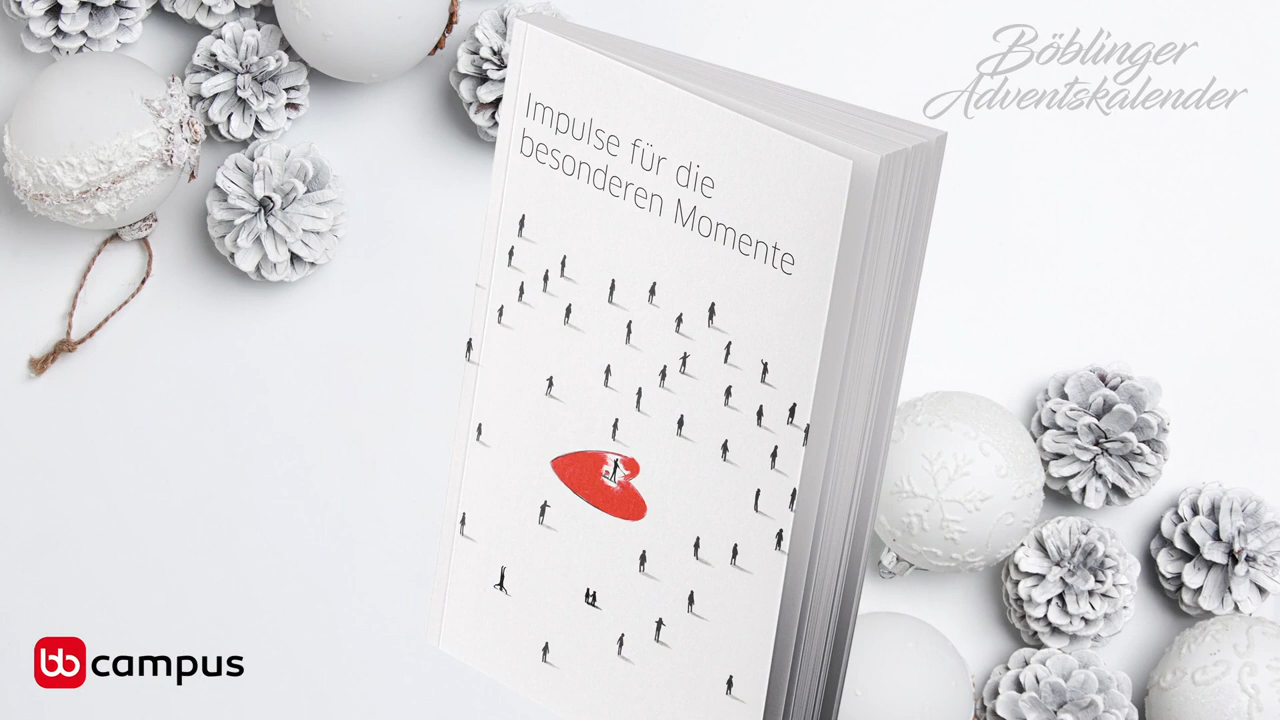 Böblinger
Adventskalender
Impulse für die
besonderen Momente
bb campus